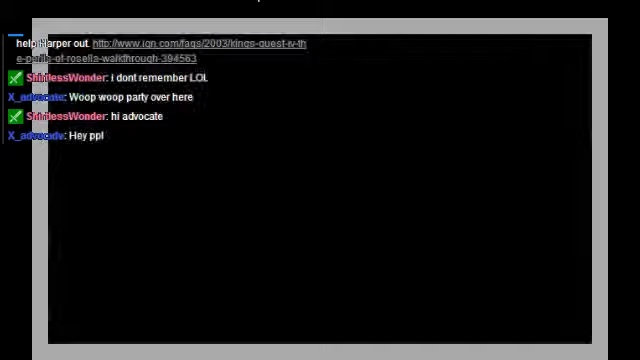 help Harper out. http://www.ign.com/faqs/2003/kings-quest-iv-th
e-perils-of-rosella-walkthrough-394563
ShirtlessWonder: i dont remember LOL
X_advocate: Woop woop party over here
ShirtlessWonder: hi advocate
X_advocate: Hey ppl